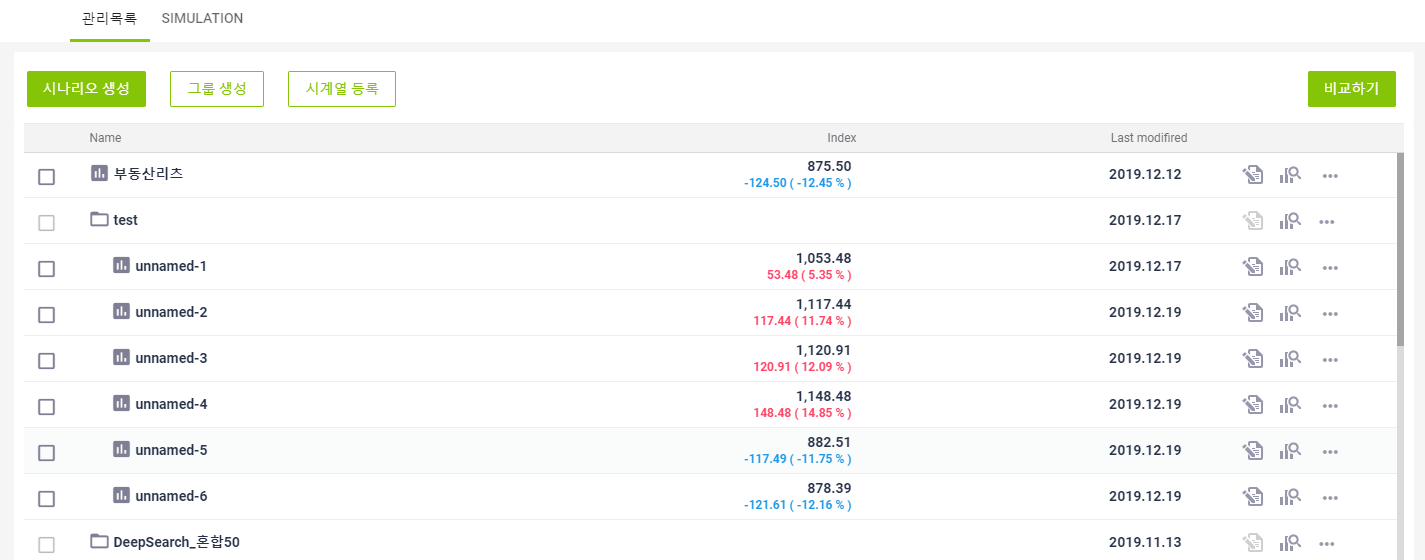 관리목록 SIMULATION
시나리오 생성 그룹 생성 시계열 등록 비교하기
Name Index Last modifired
부동산리츠 875.50 2019.12.12
-124.50 ( -12.45 % )
test 2019.12.17
unnamed-1 1,053.48 2019.12.17
53.48 ( 5.35 % )
unnamed-2 1,117.44 2019.12.19
117.44 ( 11.74 % )
unnamed-3 1,120.91 2019.12.19
120.91 ( 12.09 % )
unnamed-4 1,148.48 2019.12.19
148.48 ( 14.85 % )
unnamed-5 882.51 2019.12.19
-117.49 ( -11.75 % )
unnamed-6 878.39 2019.12.19
-121.61 ( -12.16 % )
DeepSearch_혼합50 2019.11.13